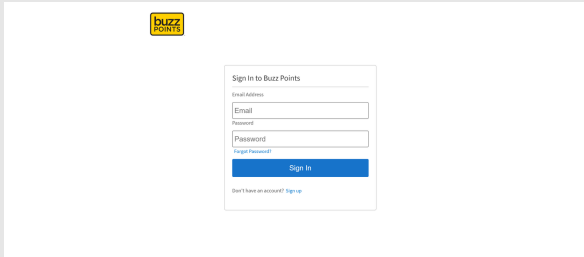 buzz
POINTS
Sign In to Buzz Points
Email Address
Email
Password
Password
Forgot Password?
Sign In
Don't have an account? Sign up